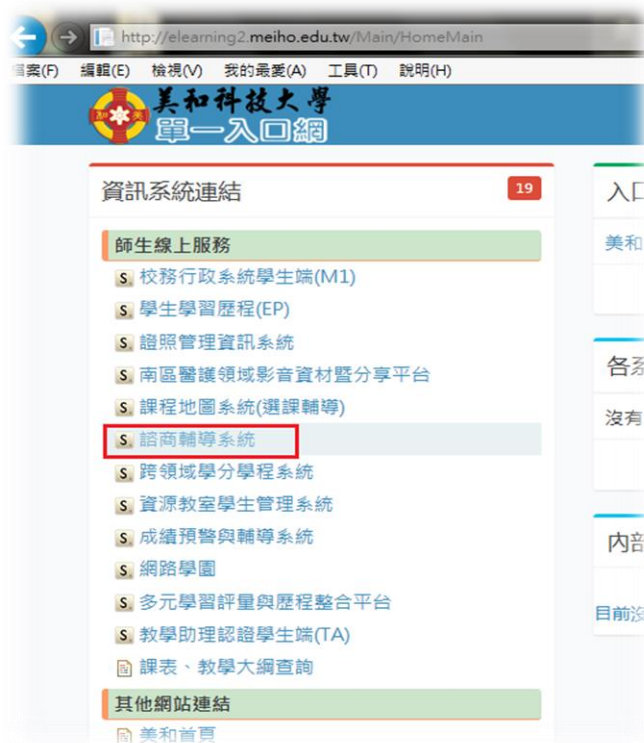 http://elearning2.meiho.edu.tw/Main/HomeMain
檔案(F) 編輯(E) 檢視(V) 我的最愛(A) 工具(T) 說明(H)
美和科技大學
單一入口網
資訊系統連結 19
師生線上服務
S. 校務行政系統學生端(M1)
S. 學生學習歷程(EP)
S. 證照管理資訊系統
S. 南區醫護領域影音資材暨分享平台
S. 課程地圖系統(選課輔導)
S. 諮商輔導系統
S. 跨領域學分學程系統
S. 資源教室學生管理系統
S. 成績預警與輔導系統
S. 網路學園
S. 多元學習評量與歷程整合平台
S. 教學助理認證學生端(TA)
課表、教學大綱查詢
其他網站連結
美和首頁
入口
美和
各系
沒有
內部
目前沒